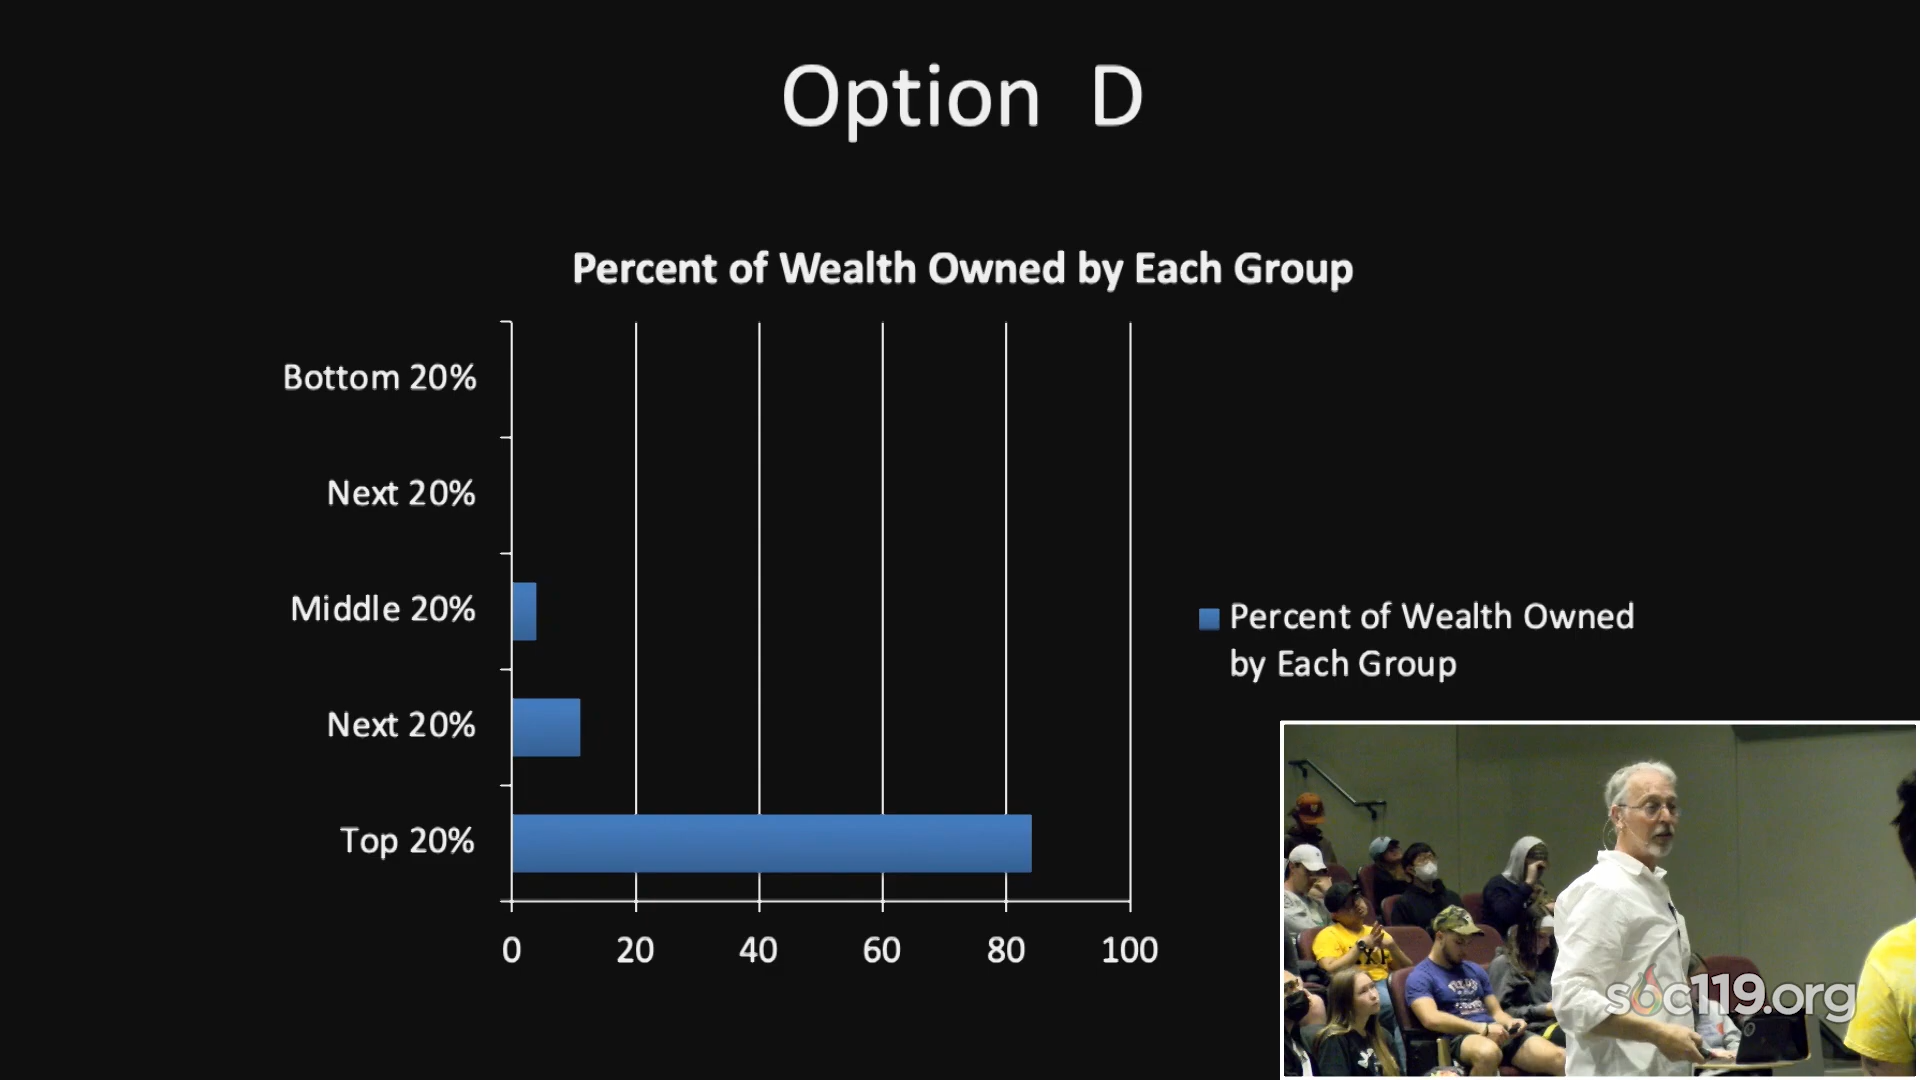 Option D
Percent of Wealth Owned by Each Group
Bottom 20%
Next 20%
Middle 20%
Next 20%
Top 20%
0 20 40 60 80 100
Percent of Wealth Owned
by Each Group
soc119.org